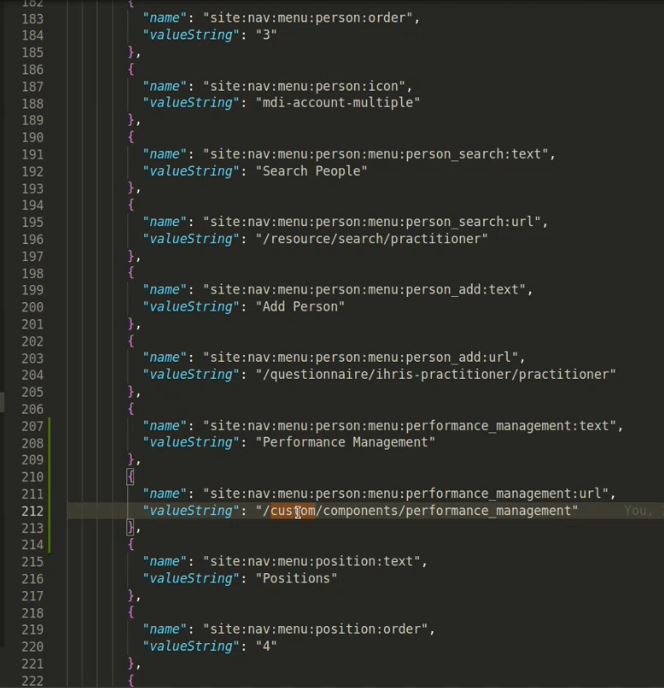 182 {
183 "name": "site:nav:menu:person:order",
184 "valueString": "3"
185 },
186 {
187 "name": "site:nav:menu:person:icon",
188 "valueString": "mdi-account-multiple"
189 },
190 {
191 "name": "site:nav:menu:person:menu:person_search:text",
192 "valueString": "Search People"
193 },
194 {
195 "name": "site:nav:menu:person:menu:person_search:url",
196 "valueString": "/resource/search/practitioner"
197 },
198 {
199 "name": "site:nav:menu:person:menu:person_add:text",
200 "valueString": "Add Person"
201 },
202 {
203 "name": "site:nav:menu:person:menu:person_add:url",
204 "valueString": "/questionnaire/ihris-practitioner/practitioner"
205 },
206 {
207 "name": "site:nav:menu:person:menu:performance_management:text",
208 "valueString": "Performance Management"
209 },
210 {
211 "name": "site:nav:menu:person:menu:performance_management:url",
212 "valueString": "/custom/components/performance_management" You,
213 },
214 {
215 "name": "site:nav:menu:position:text",
216 "valueString": "Positions"
217 },
218 {
219 "name": "site:nav:menu:position:order",
220 "valueString": "4"
221 },
222 {